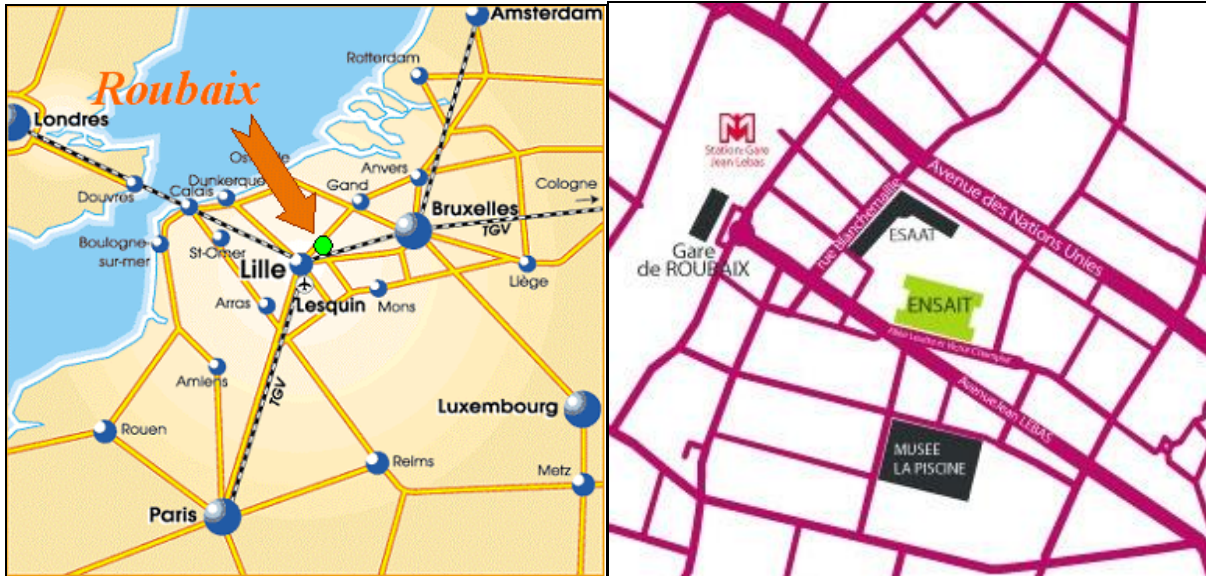 Amsterdam
Rotterdam
Roubaix
Londres
Anvers
Cologne
Dunkerque
Gand
Douvres
Calais
Bruxelles
TGV
Boulogne-
sur-mer
St-Omer
Lille
Liège
Lesquin
Arras
Mons
Amiens
TGV
Luxembourg
Rouen
Reims
Metz
Paris
Station: Gare
Jean Lebas
Avenue des Nations Unies
rue Blanchemaille
ESAAT
Gare
de ROUBAIX
ENSAIT
Avenue Jean LEBAS
MUSEE
LA PISCINE